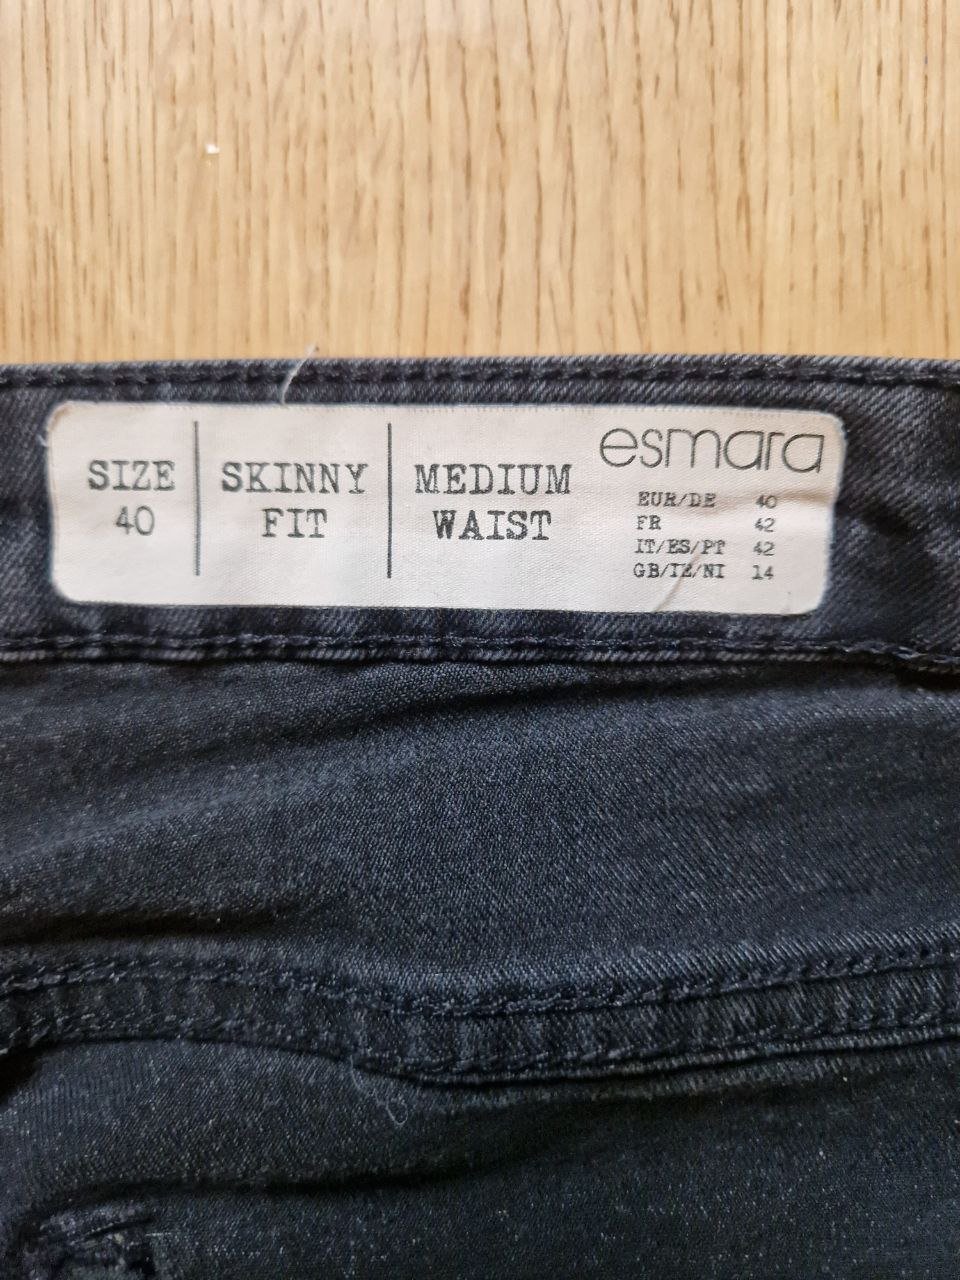 SIZE
40
SKINNY
FIT
MEDIUM
WAIST
esmara
EUR/DE 40
FR 42
IT/ES/PT 42
GB/IE/NI 14